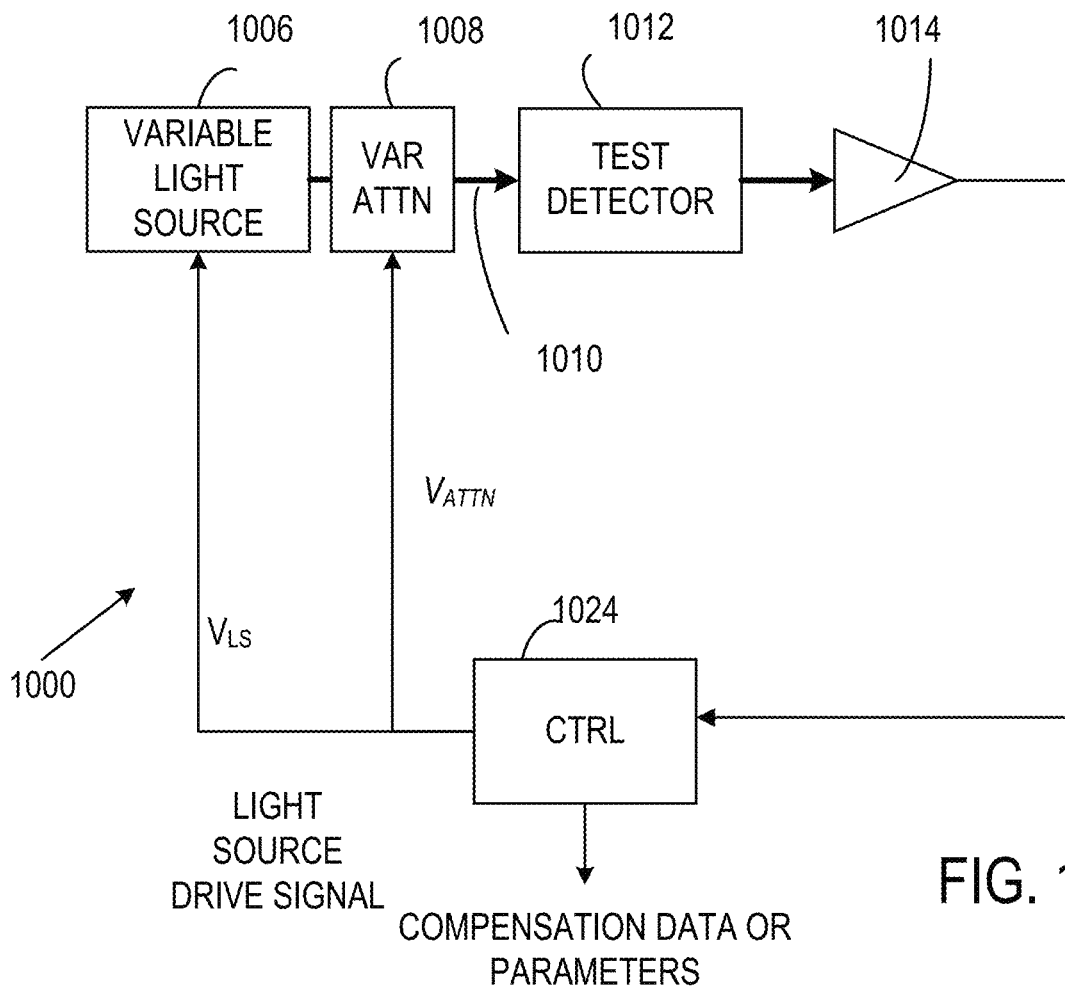 1006
1008
1012
1014
VARIABLE
LIGHT
SOURCE
VAR
ATTN
TEST
DETECTOR
1010
VATTN
1024
VLS
1000
CTRL
LIGHT
SOURCE
DRIVE SIGNAL
FIG.
COMPENSATION DATA OR
PARAMETERS